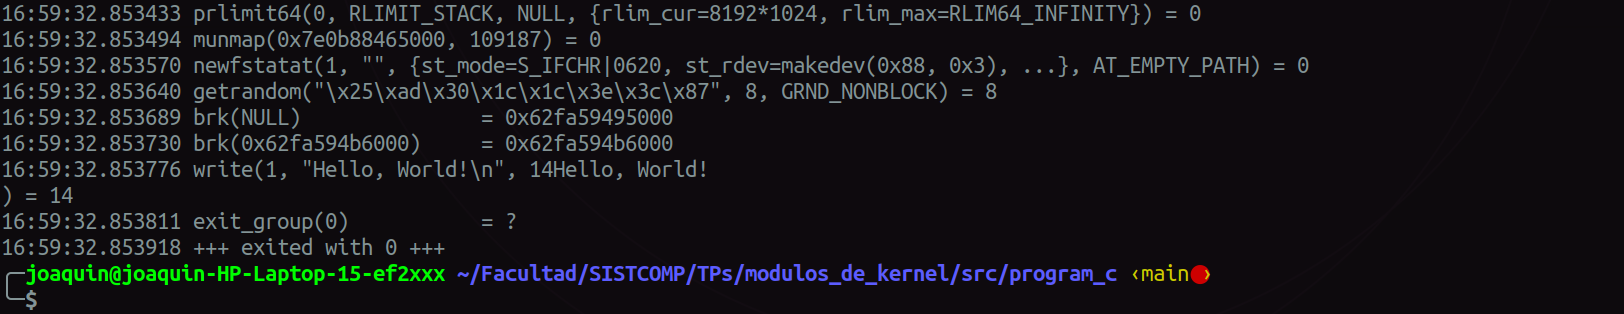 16:59:32.853433 prlimit64(0, RLIMIT_STACK, NULL, {rlim_cur=8192*1024, rlim_max=RLIM64_INFINITY}) = 0
16:59:32.853494 munmap(0x7e0b88465000, 109187) = 0
16:59:32.853570 newfstatat(1, "", {st_mode=S_IFCHR|0620, st_rdev=makedev(0x88, 0x3), ...}, AT_EMPTY_PATH) = 0
16:59:32.853640 getrandom("\x25\xad\x30\x1c\x1c\x3e\x3c\x87", 8, GRND_NONBLOCK) = 8
16:59:32.853689 brk(NULL)               = 0x62fa59495000
16:59:32.853730 brk(0x62fa594b6000)     = 0x62fa594b6000
16:59:32.853776 write(1, "Hello, World!\n", 14Hello, World!
) = 14
16:59:32.853811 exit_group(0)           = ?
16:59:32.853918 +++ exited with 0 +++
joaquin@joaquin-HP-Laptop-15-ef2xxx ~/Facultad/SISTCOMP/TPs/modulos_de_kernel/src/program_c ‹main●›
$